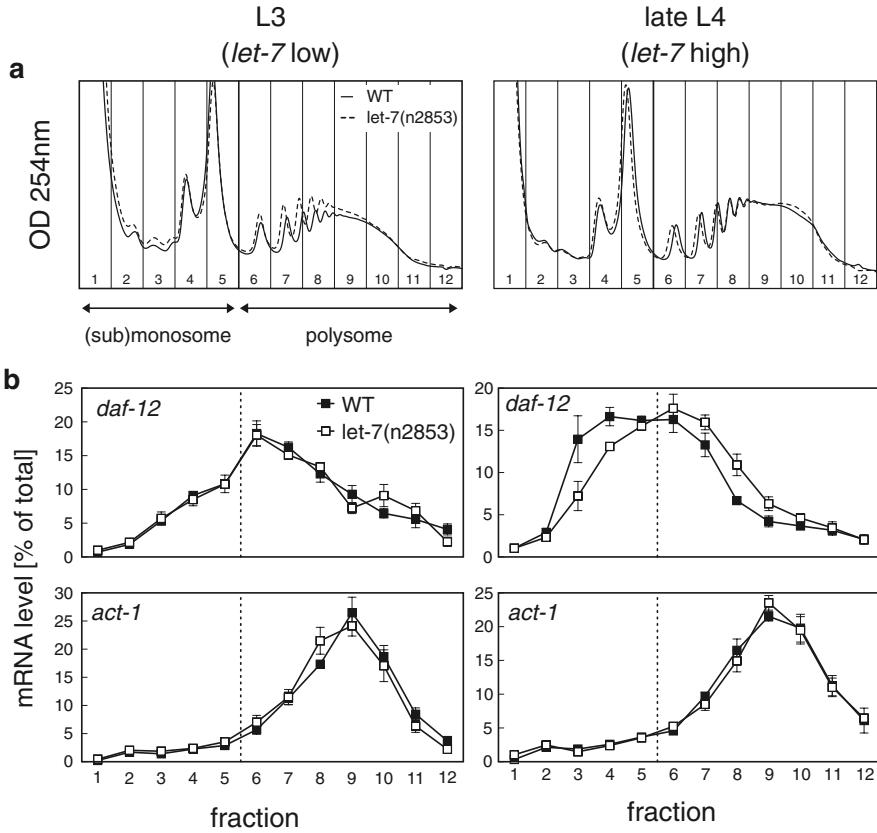 L3
(let-7 low)
late L4
(let-7 high)
a
OD 254nm
WT
let-7(n2853)
1 2 3 4 5 6 7 8 9 10 11 12
1 2 3 4 5 6 7 8 9 10 11 12
(sub)monosome
polysome
b
mRNA level [% of total]
25
20
15
10
5
0
daf-12
WT
let-7(n2853)
20
15
10
5
0
daf-12
30
25
20
15
10
5
0
act-1
25
20
15
10
5
0
act-1
1 2 3 4 5 6 7 8 9 10 11 12
1 2 3 4 5 6 7 8 9 10 11 12
fraction
fraction